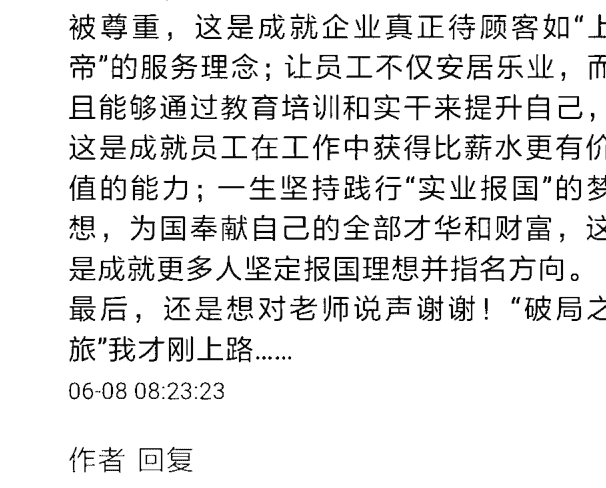 被尊重，这是成就企业真正待顾客如“上
帝”的服务理念；让员工不仅安居乐业，而
且能够通过教育培训和实干来提升自己，
这是成就员工在工作中获得比薪水更有价
值的能力；一生坚持践行“实业报国”的梦
想，为国奉献自己的全部才华和财富，这
是成就更多人坚定报国理想并指名方向。
最后，还是想对老师说声谢谢！“破局之
旅”我才刚上路……
06-08 08:23:23
作者 回复